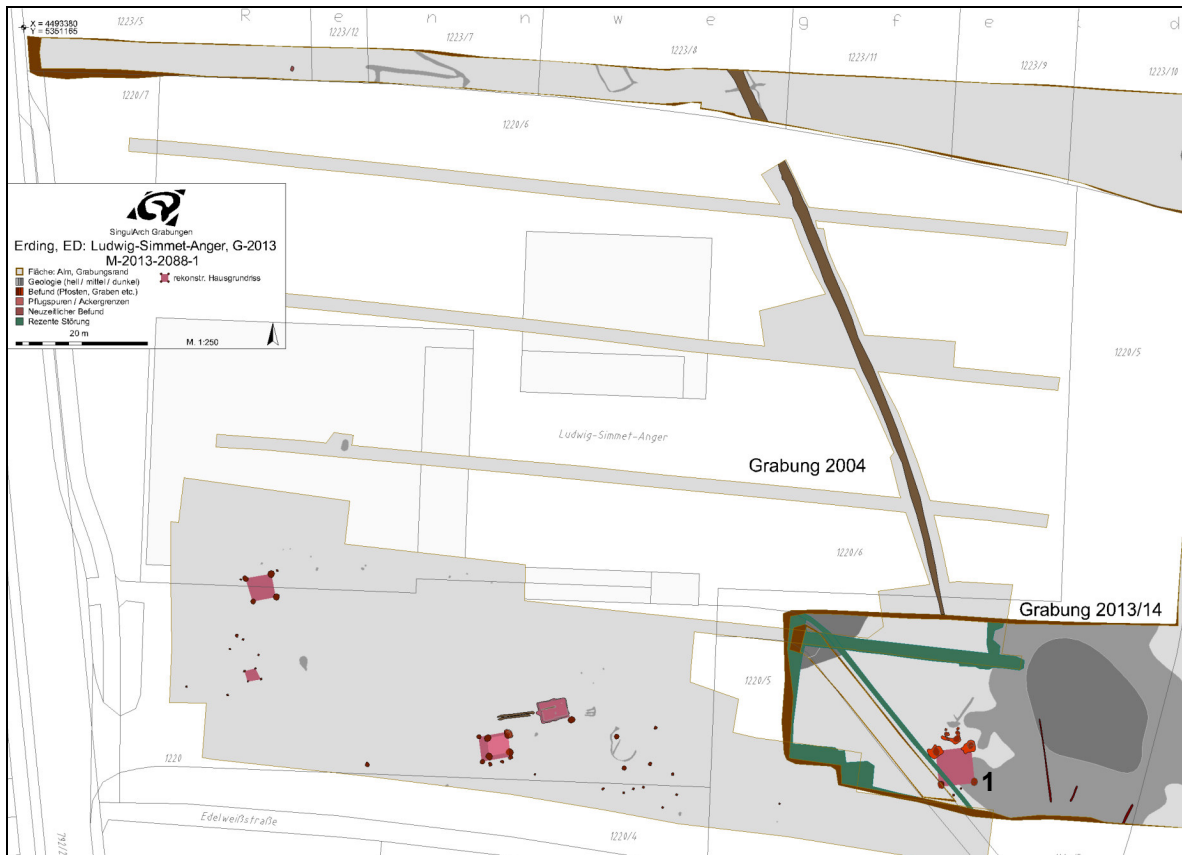 X = 4493380
Y = 5351165
R e n n w e g f e l d
1223/5
1223/12
1223/7
1223/8
1223/11
1223/9
1223/10
1220/7
1220/6
SingulArch Grabungen
Erding, ED: Ludwig-Simmet-Anger, G-2013
M-2013-2088-1
Fläche: Alm, Grabungsrand
Geologie (hell / mittel / dunkel)
Befund (Pfosten, Graben etc.)
Pflugspuren / Ackergrenzen
Neuzeitlicher Befund
Rezente Störung
rekonstr. Hausgrundriss
20 m
M. 1:250
1220/5
Ludwig-Simmet-Anger
Grabung 2004
1220/6
Grabung 2013/14
1220/5
1220
1
Edelweißstraße
1220/4